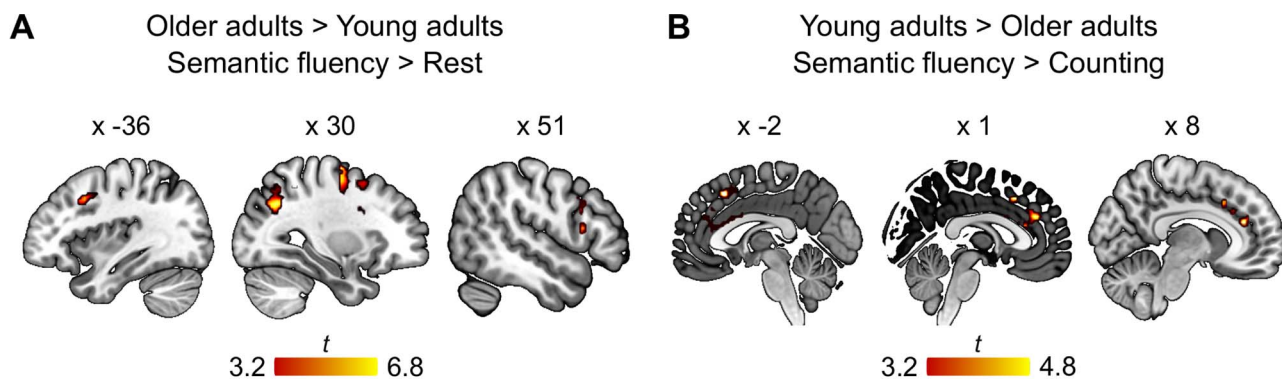 A
Older adults > Young adults
Semantic fluency > Rest
x -36
x 30
x 51
t
3.2
6.8
B
Young adults > Older adults
Semantic fluency > Counting
x -2
x 1
x 8
t
3.2
4.8